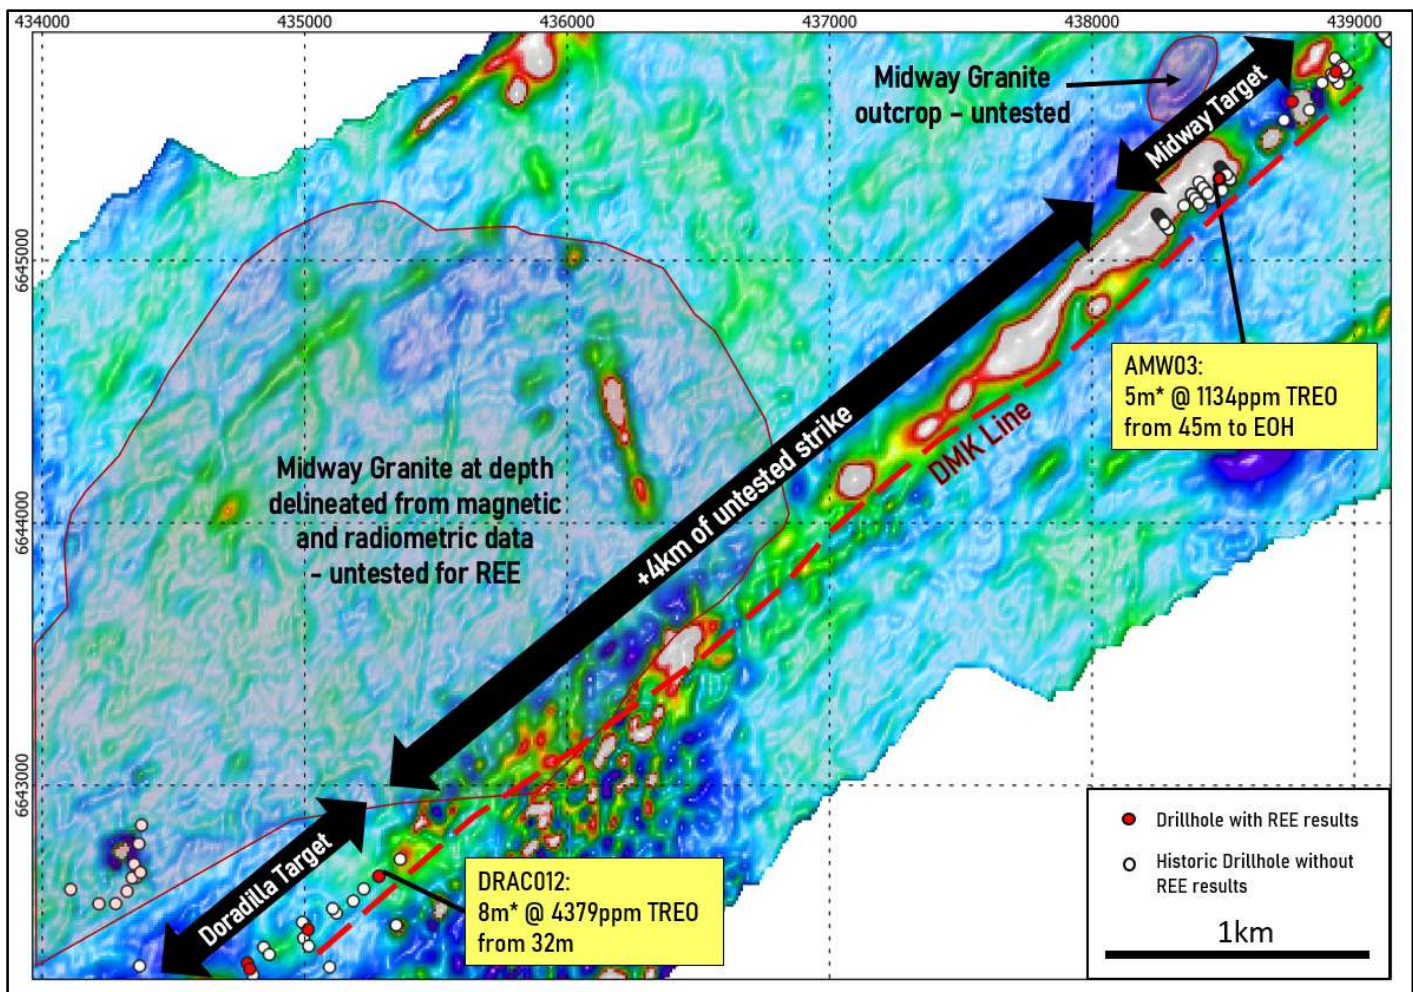 434000
435000
436000
437000
438000
439000
6645000
6644000
6643000
Midway Granite
outcrop – untested
Midway Target
AMW03:
5m* @ 1134ppm TREO
from 45m to EOH
DMK Line
+4km of untested strike
Midway Granite at depth
delineated from magnetic
and radiometric data
– untested for REE
Doradilla Target
DRAC012:
8m* @ 4379ppm TREO
from 32m
Drillhole with REE results
Historic Drillhole without
REE results
1km